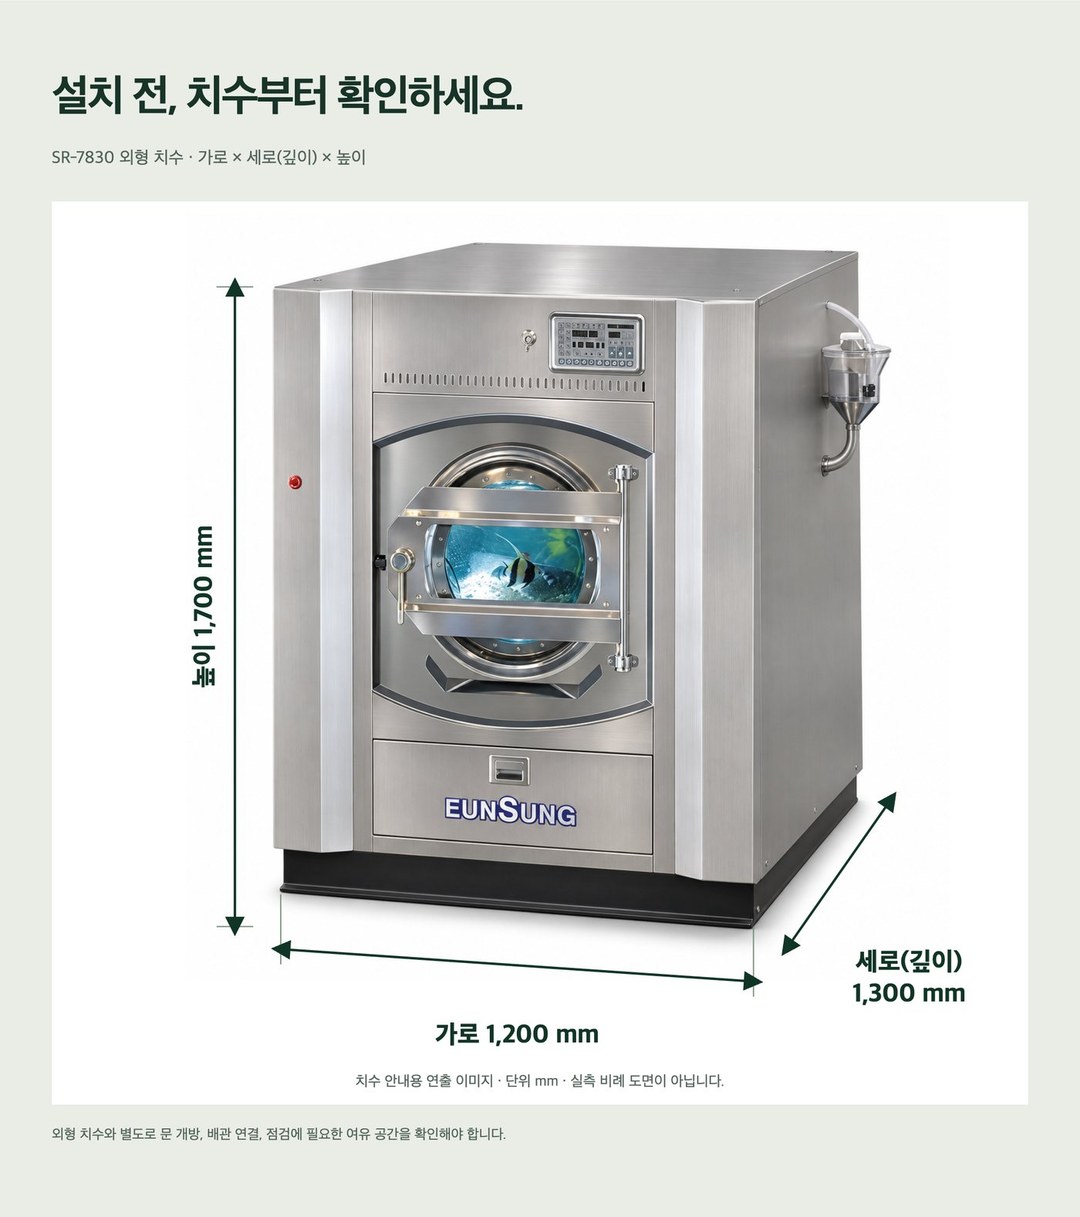 설치 전, 치수부터 확인하세요.
SR-7830 외형 치수 · 가로 × 세로(깊이) × 높이
높이 1,700 mm
EUNSUNG
세로(깊이)
1,300 mm
가로 1,200 mm
치수 안내용 연출 이미지 · 단위 mm · 실측 비례 도면이 아닙니다.
외형 치수와 별도로 문 개방, 배관 연결, 점검에 필요한 여유 공간을 확인해야 합니다.